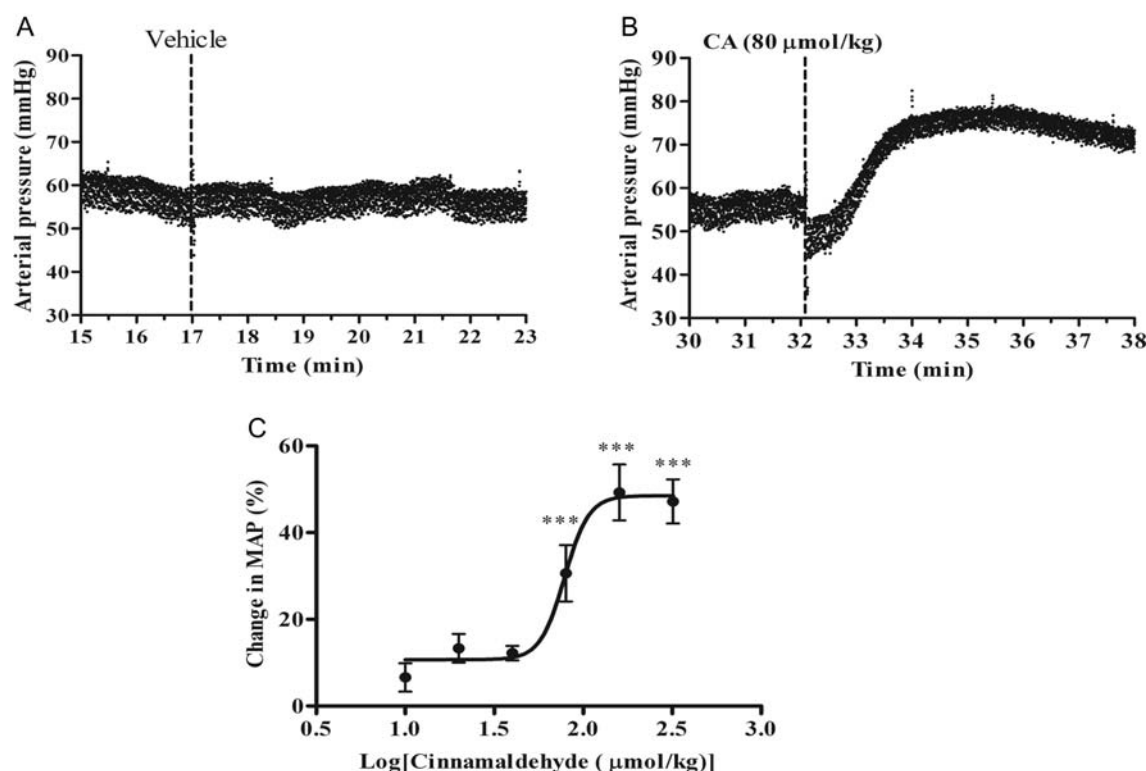 A
Vehicle
Arterial pressure (mmHg)
90
80
70
60
50
40
30
15 16 17 18 19 20 21 22 23
Time (min)
B
CA (80 μmol/kg)
Arterial pressure (mmHg)
90
80
70
60
50
40
30
30 31 32 33 34 35 36 37 38
Time (min)
C
Change in MAP (%)
60
40
20
0
***
***
***
0.5 1.0 1.5 2.0 2.5 3.0
Log[Cinnamaldehyde ( μmol/kg)]